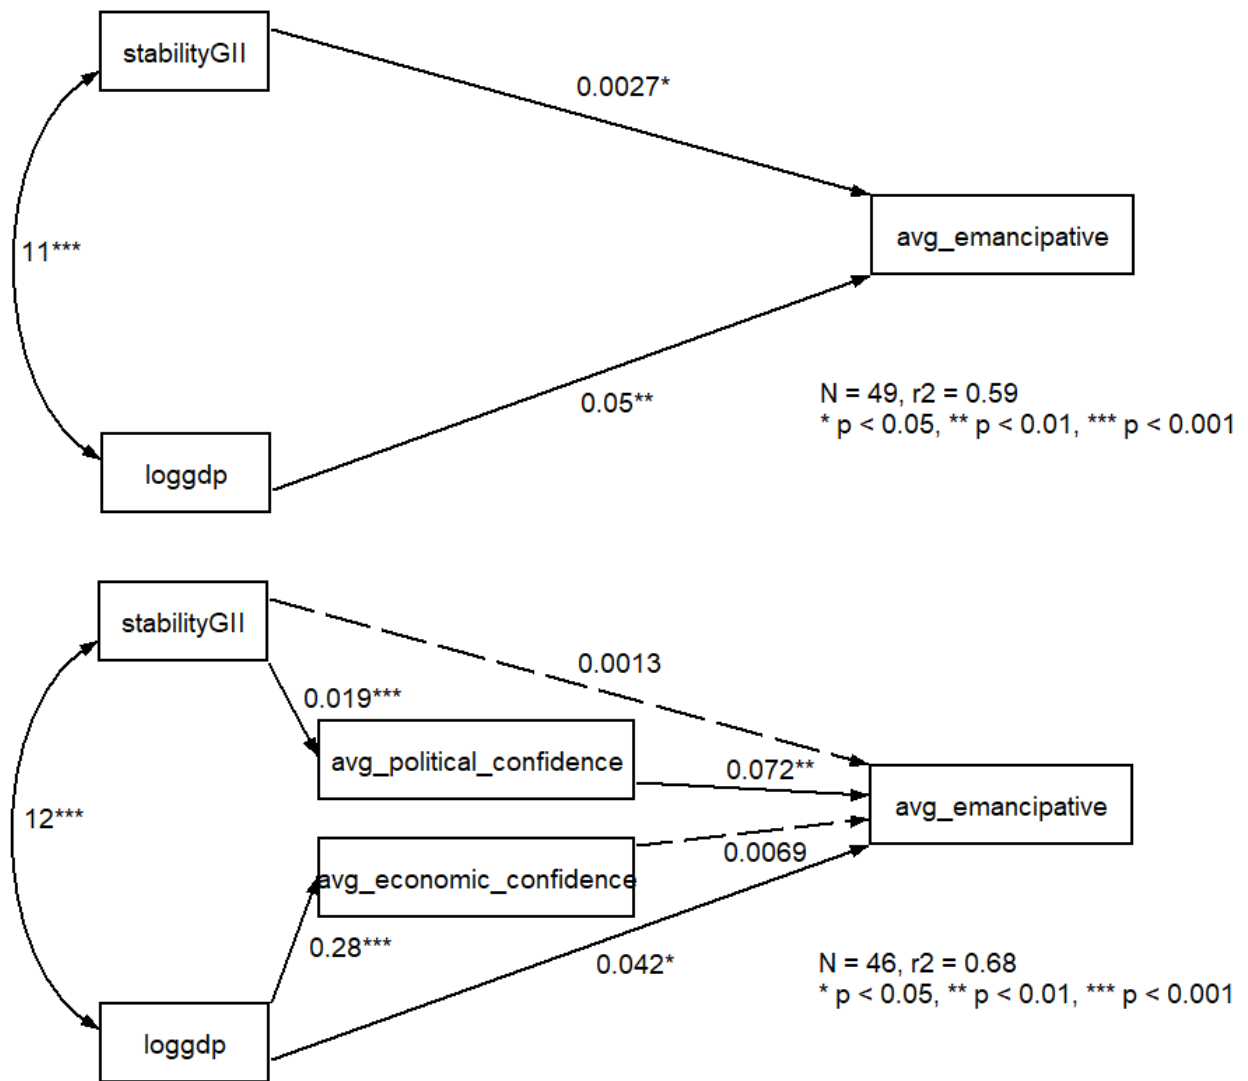 stabilityGII
0.0027*
11***
avg_emancipative
0.05**
N = 49, r2 = 0.59
* p < 0.05, ** p < 0.01, *** p < 0.001
loggdp
stabilityGII
0.0013
0.019***
avg_political_confidence
0.072**
12***
avg_emancipative
0.0069
avg_economic_confidence
0.28***
0.042*
N = 46, r2 = 0.68
* p < 0.05, ** p < 0.01, *** p < 0.001
loggdp